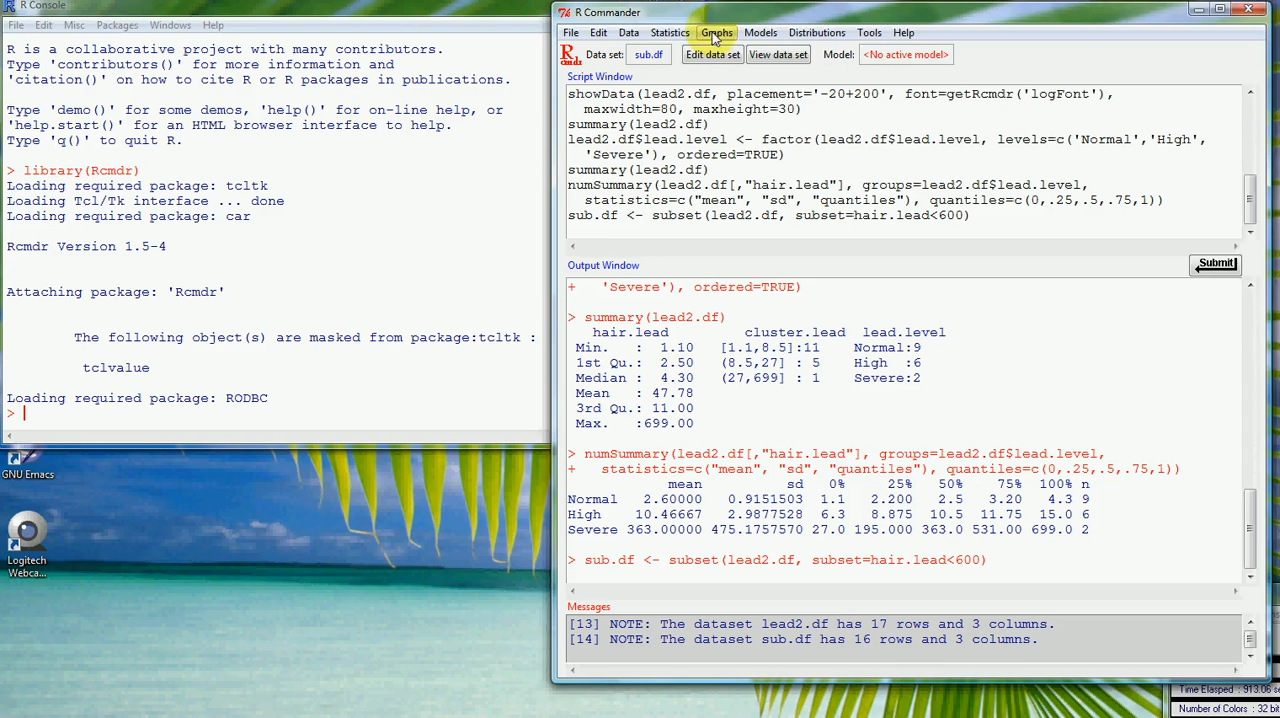 R Console
File Edit Misc Packages Windows Help
R is a collaborative project with many contributors.
Type 'contributors()' for more information and
'citation()' on how to cite R or R packages in publications.
Type 'demo()' for some demos, 'help()' for on-line help, or
'help.start()' for an HTML browser interface to help.
Type 'q()' to quit R.
> library(Rcmdr)
Loading required package: tcltk
Loading Tcl/Tk interface ... done
Loading required package: car
Rcmdr Version 1.5-4
Attaching package: 'Rcmdr'
The following object(s) are masked from package:tcltk :
tclvalue
Loading required package: RODBC
>
GNU Emacs
Logitech
Webca...
R Commander
File Edit Data Statistics Graphs Models Distributions Tools Help
Rcmdr Data set: sub.df Edit data set View data set Model: <No active model>
Script Window
showData(lead2.df, placement='-20+200', font=getRcmdr('logFont'),
maxwidth=80, maxheight=30)
summary(lead2.df)
lead2.df$lead.level <- factor(lead2.df$lead.level, levels=c('Normal','High',
'Severe'), ordered=TRUE)
summary(lead2.df)
numSummary(lead2.df[,"hair.lead"], groups=lead2.df$lead.level,
statistics=c("mean", "sd", "quantiles"), quantiles=c(0,.25,.5,.75,1))
sub.df <- subset(lead2.df, subset=hair.lead<600)
Output Window
Submit
+ 'Severe'), ordered=TRUE)
> summary(lead2.df)
hair.lead cluster.lead lead.level
Min. : 1.10 [1.1,8.5]:11 Normal:9
1st Qu.: 2.50 (8.5,27] : 5 High :6
Median : 4.30 (27,699] : 1 Severe:2
Mean : 47.78
3rd Qu.: 11.00
Max. :699.00
> numSummary(lead2.df[,"hair.lead"], groups=lead2.df$lead.level,
+ statistics=c("mean", "sd", "quantiles"), quantiles=c(0,.25,.5,.75,1))
mean sd 0% 25% 50% 75% 100% n
Normal 2.60000 0.9151503 1.1 2.200 2.5 3.20 4.3 9
High 10.46667 2.9877528 6.3 8.875 10.5 11.75 15.0 6
Severe 363.00000 475.1757570 27.0 195.000 363.0 531.00 699.0 2
> sub.df <- subset(lead2.df, subset=hair.lead<600)
Messages
[13] NOTE: The dataset lead2.df has 17 rows and 3 columns.
[14] NOTE: The dataset sub.df has 16 rows and 3 columns.
Time Elasped : 913.06 se
Number of Colors : 32 bit